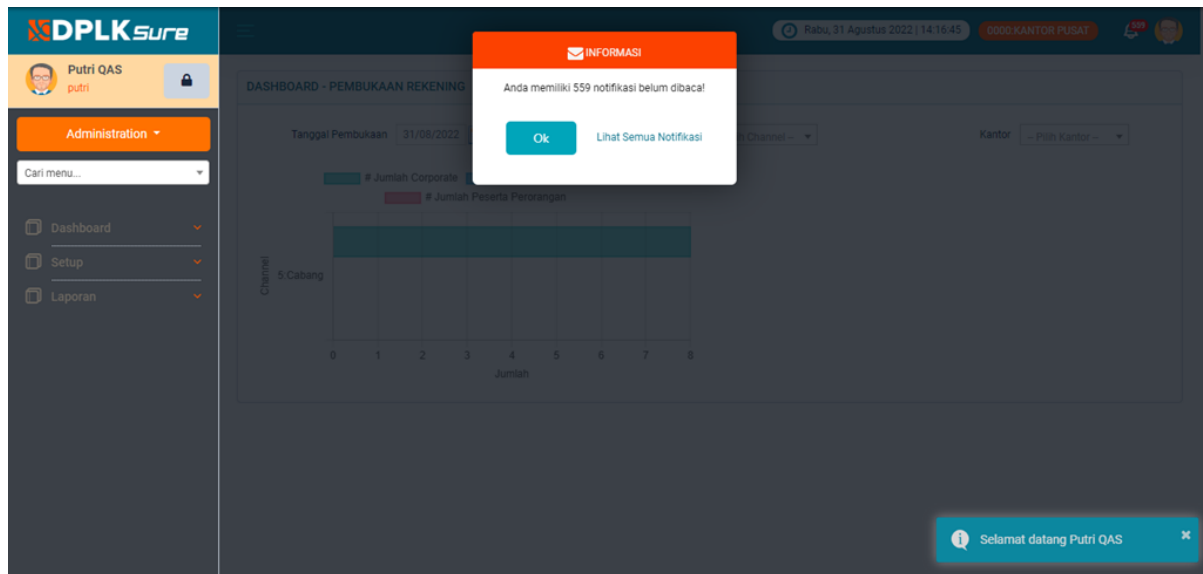 DPLKSure
Rabu, 31 Agustus 2022 | 14:16:45
0000:KANTOR PUSAT
559
Putri QAS
putri
Administration
Cari menu...
Dashboard
Setup
Laporan
INFORMASI
Anda memiliki 559 notifikasi belum dibaca!
Ok
Lihat Semua Notifikasi
DASHBOARD - PEMBUKAAN REKENING
Tanggal Pembukaan 31/08/2022 Channel -- Kantor -- Pilih Kantor --
# Jumlah Corporate
# Jumlah Peserta Perorangan
Channel
5:Cabang
0 1 2 3 4 5 6 7 8
Jumlah
Selamat datang Putri QAS